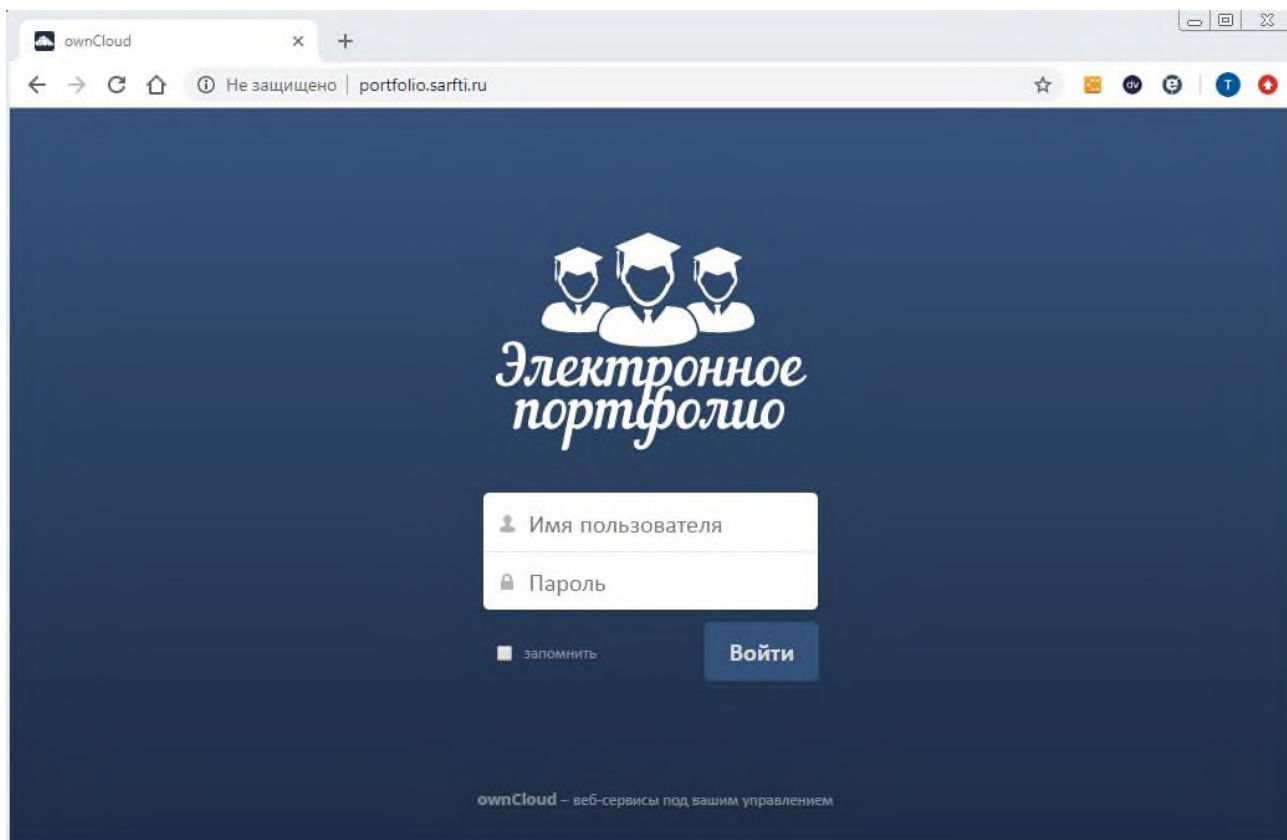 ownCloud
Не защищено | portfolio.sarfti.ru
dv
e
T
Электронное
портфолио
Имя пользователя
Пароль
запомнить
Войти
ownCloud – веб-сервисы под вашим управлением